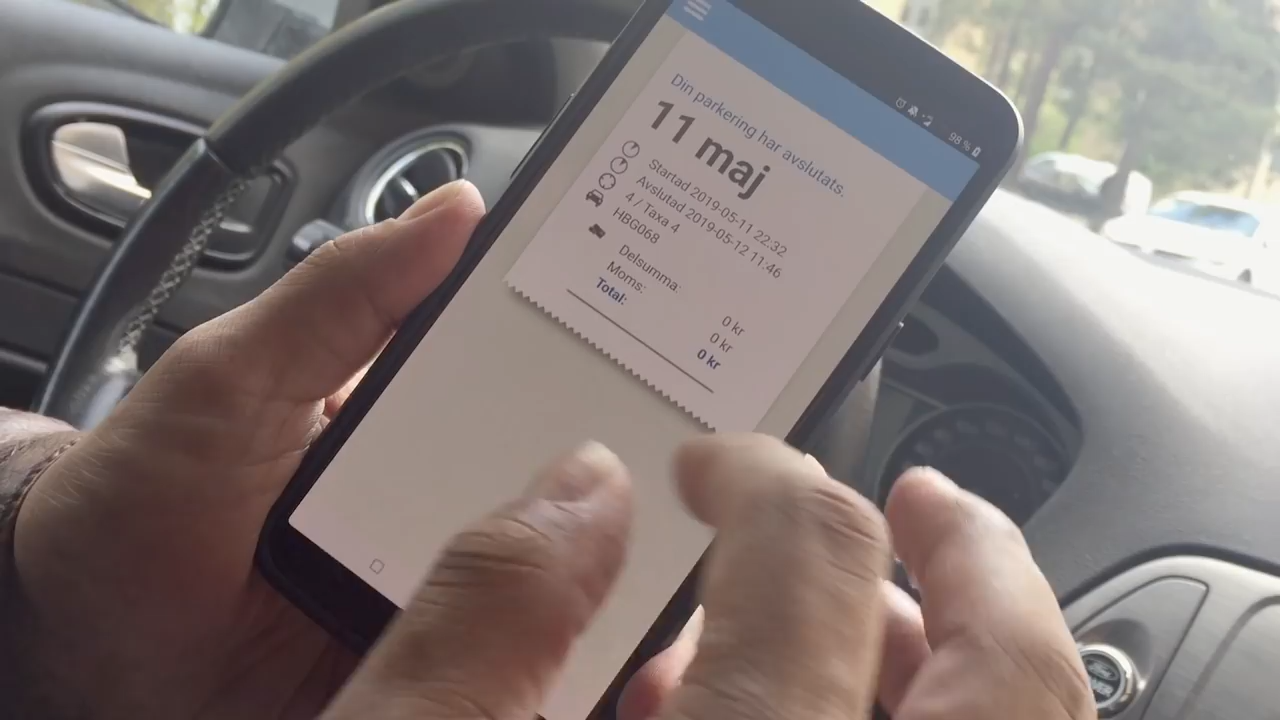 98 %
Din parkering har avslutats.
11 maj
Startad 2019-05-11 22:32
Avslutad 2019-05-12 11:46
4 / Taxa 4
HBG068
Delsumma: 0 kr
Moms: 0 kr
Total: 0 kr